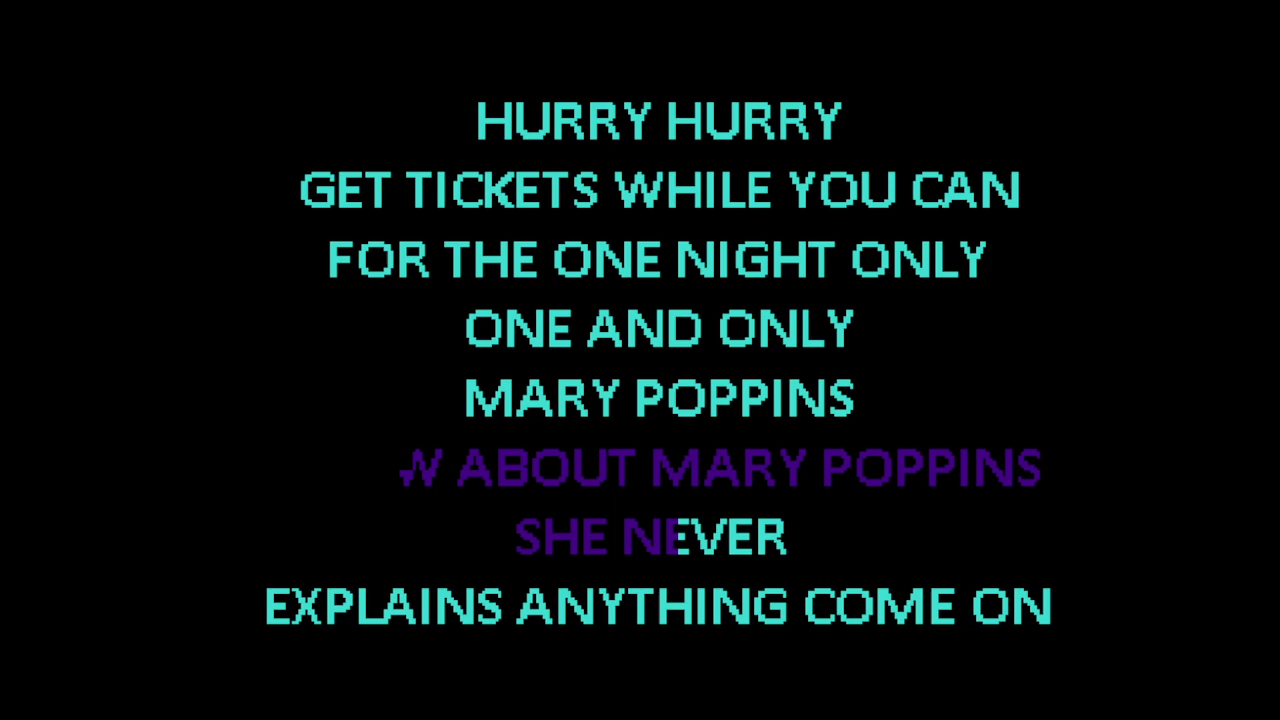 HURRY HURRY
GET TICKETS WHILE YOU CAN
FOR THE ONE NIGHT ONLY
ONE AND ONLY
MARY POPPINS
ABOUT MARY POPPINS
SHE NEVER
EXPLAINS ANYTHING COME ON